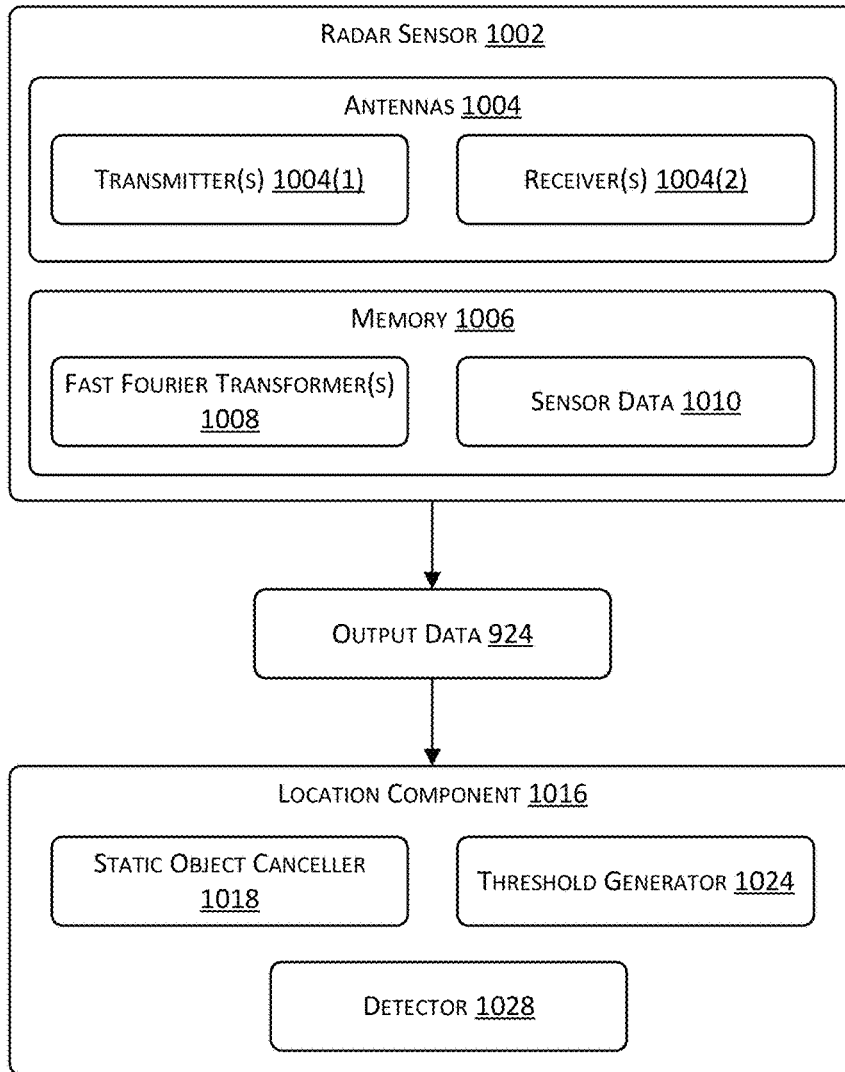 Radar Sensor 1002
Antennas 1004
Transmitter(s) 1004(1)
Receiver(s) 1004(2)
Memory 1006
Fast Fourier Transformer(s)
1008
Sensor Data 1010
Output Data 924
Location Component 1016
Static Object Canceller
1018
Threshold Generator 1024
Detector 1028